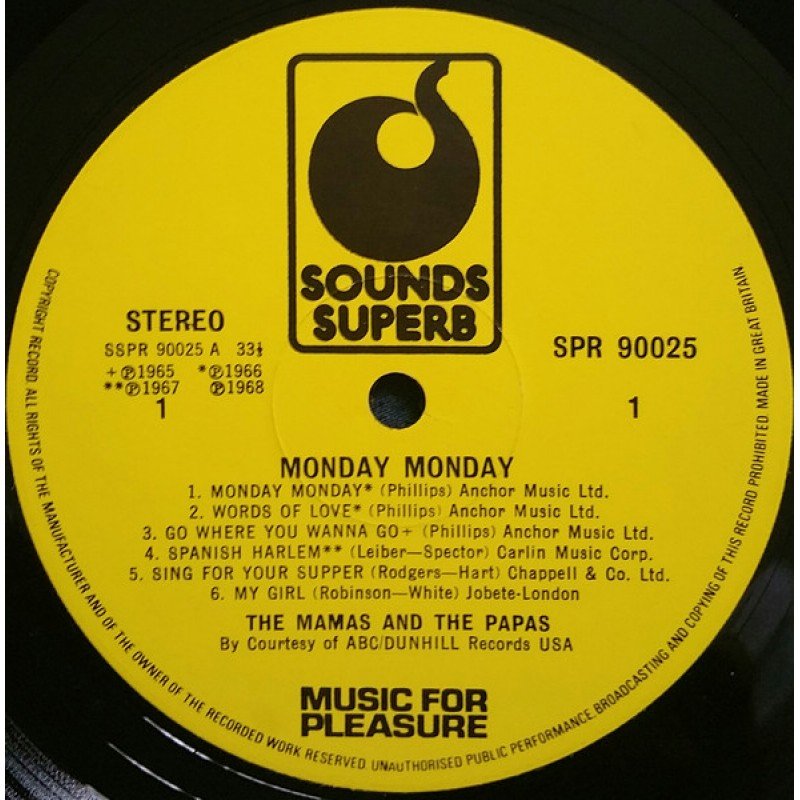 SOUNDS
SUPERB
STEREO
SSPR 90025 A 33⅓
+℗1965 *℗1966
**℗1967 ℗1968
1
SPR 90025
1
MONDAY MONDAY
1. MONDAY MONDAY* (Phillips) Anchor Music Ltd.
2. WORDS OF LOVE* (Phillips) Anchor Music Ltd.
3. GO WHERE YOU WANNA GO+ (Phillips) Anchor Music Ltd.
4. SPANISH HARLEM** (Leiber—Spector) Carlin Music Corp.
5. SING FOR YOUR SUPPER (Rodgers—Hart) Chappell & Co. Ltd.
6. MY GIRL (Robinson—White) Jobete-London
THE MAMAS AND THE PAPAS
By Courtesy of ABC/DUNHILL Records USA
MUSIC FOR
PLEASURE
COPYRIGHT RECORD. ALL RIGHTS OF THE MANUFACTURER AND OF THE OWNER OF THE RECORDED WORK RESERVED UNAUTHORISED PUBLIC PERFORMANCE, BROADCASTING AND COPYING OF THIS RECORD PROHIBITED. MADE IN GREAT BRITAIN